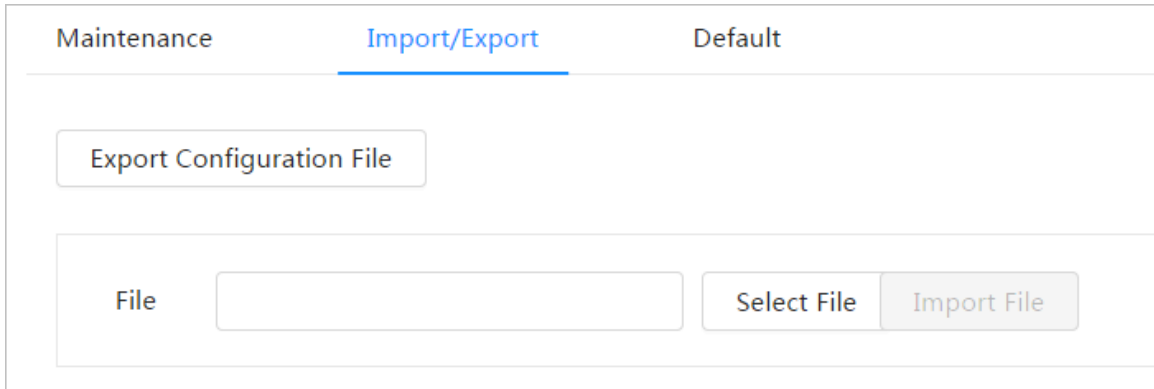 Maintenance Import/Export Default
Export Configuration File
File Select File Import File